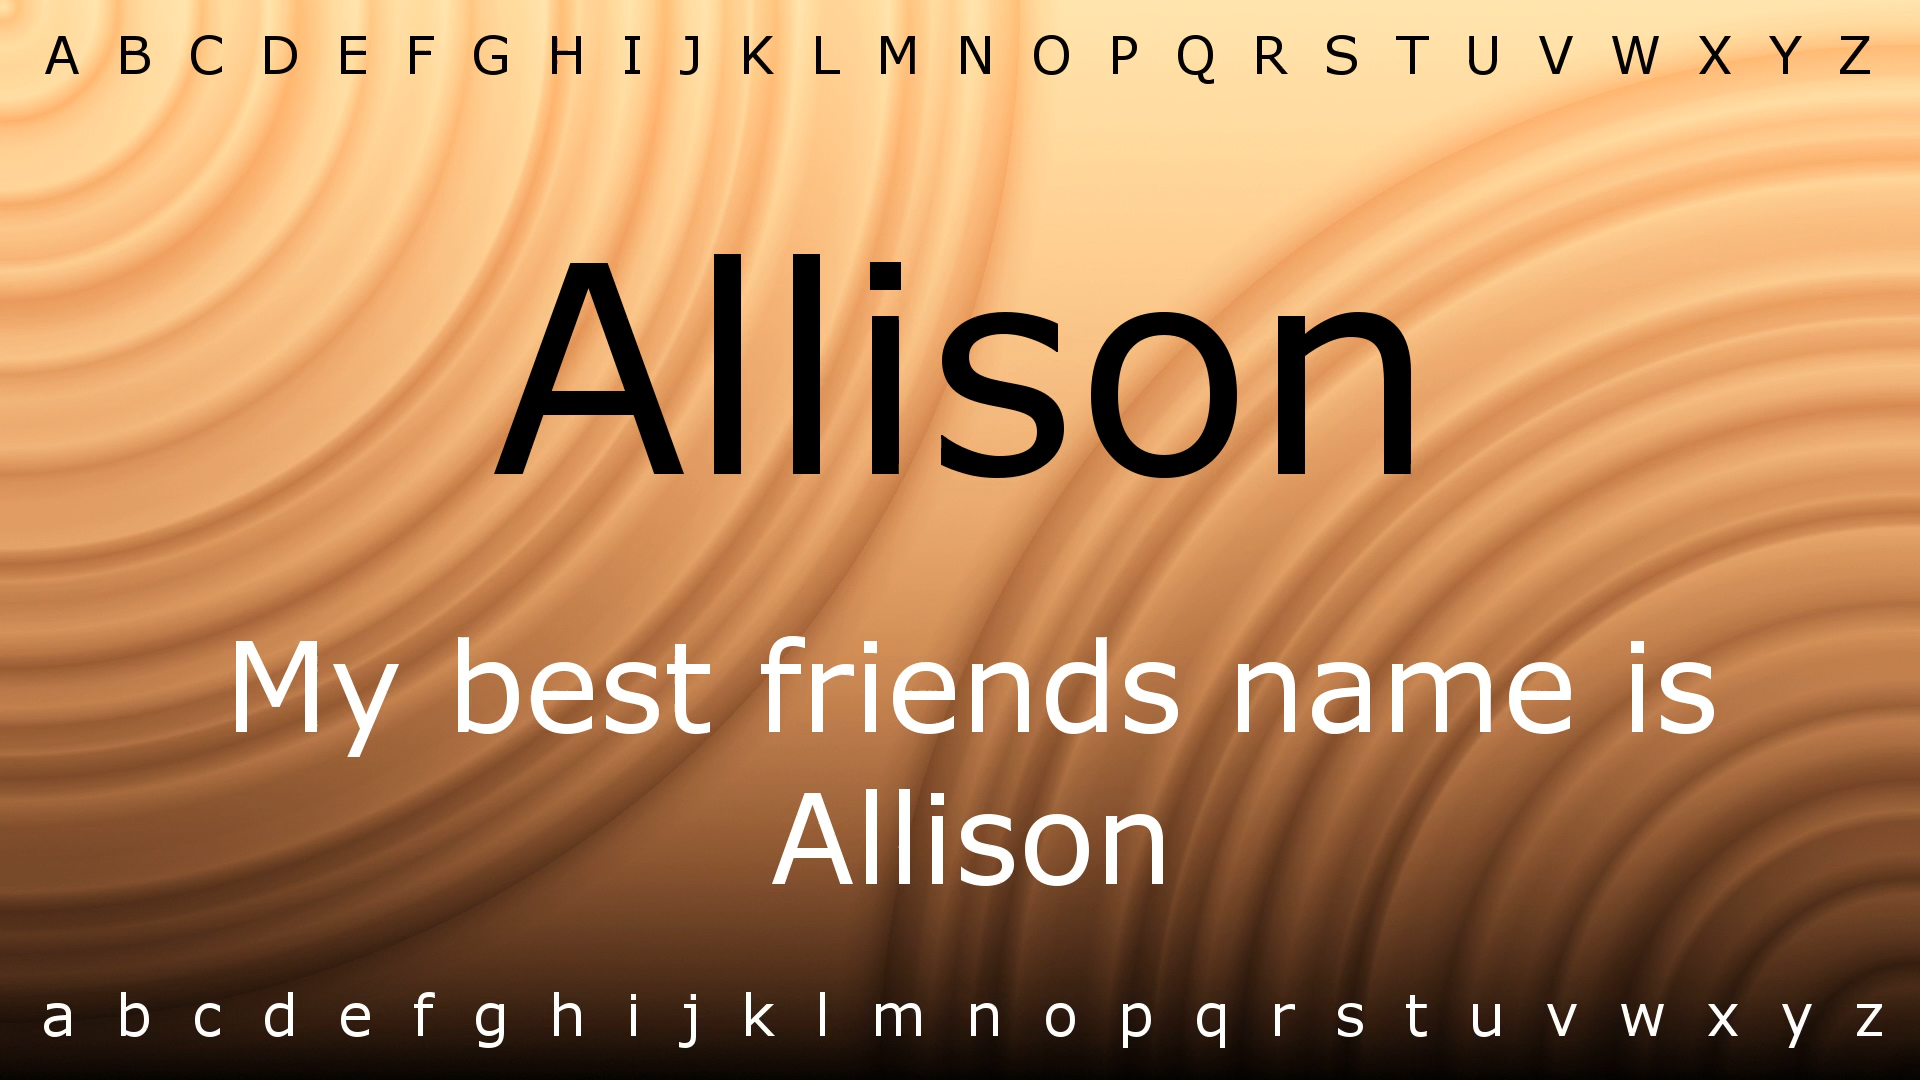 A B C D E F G H I J K L M N O P Q R S T U V W X Y Z
Allison
My best friends name is
Allison
a b c d e f g h i j k l m n o p q r s t u v w x y z